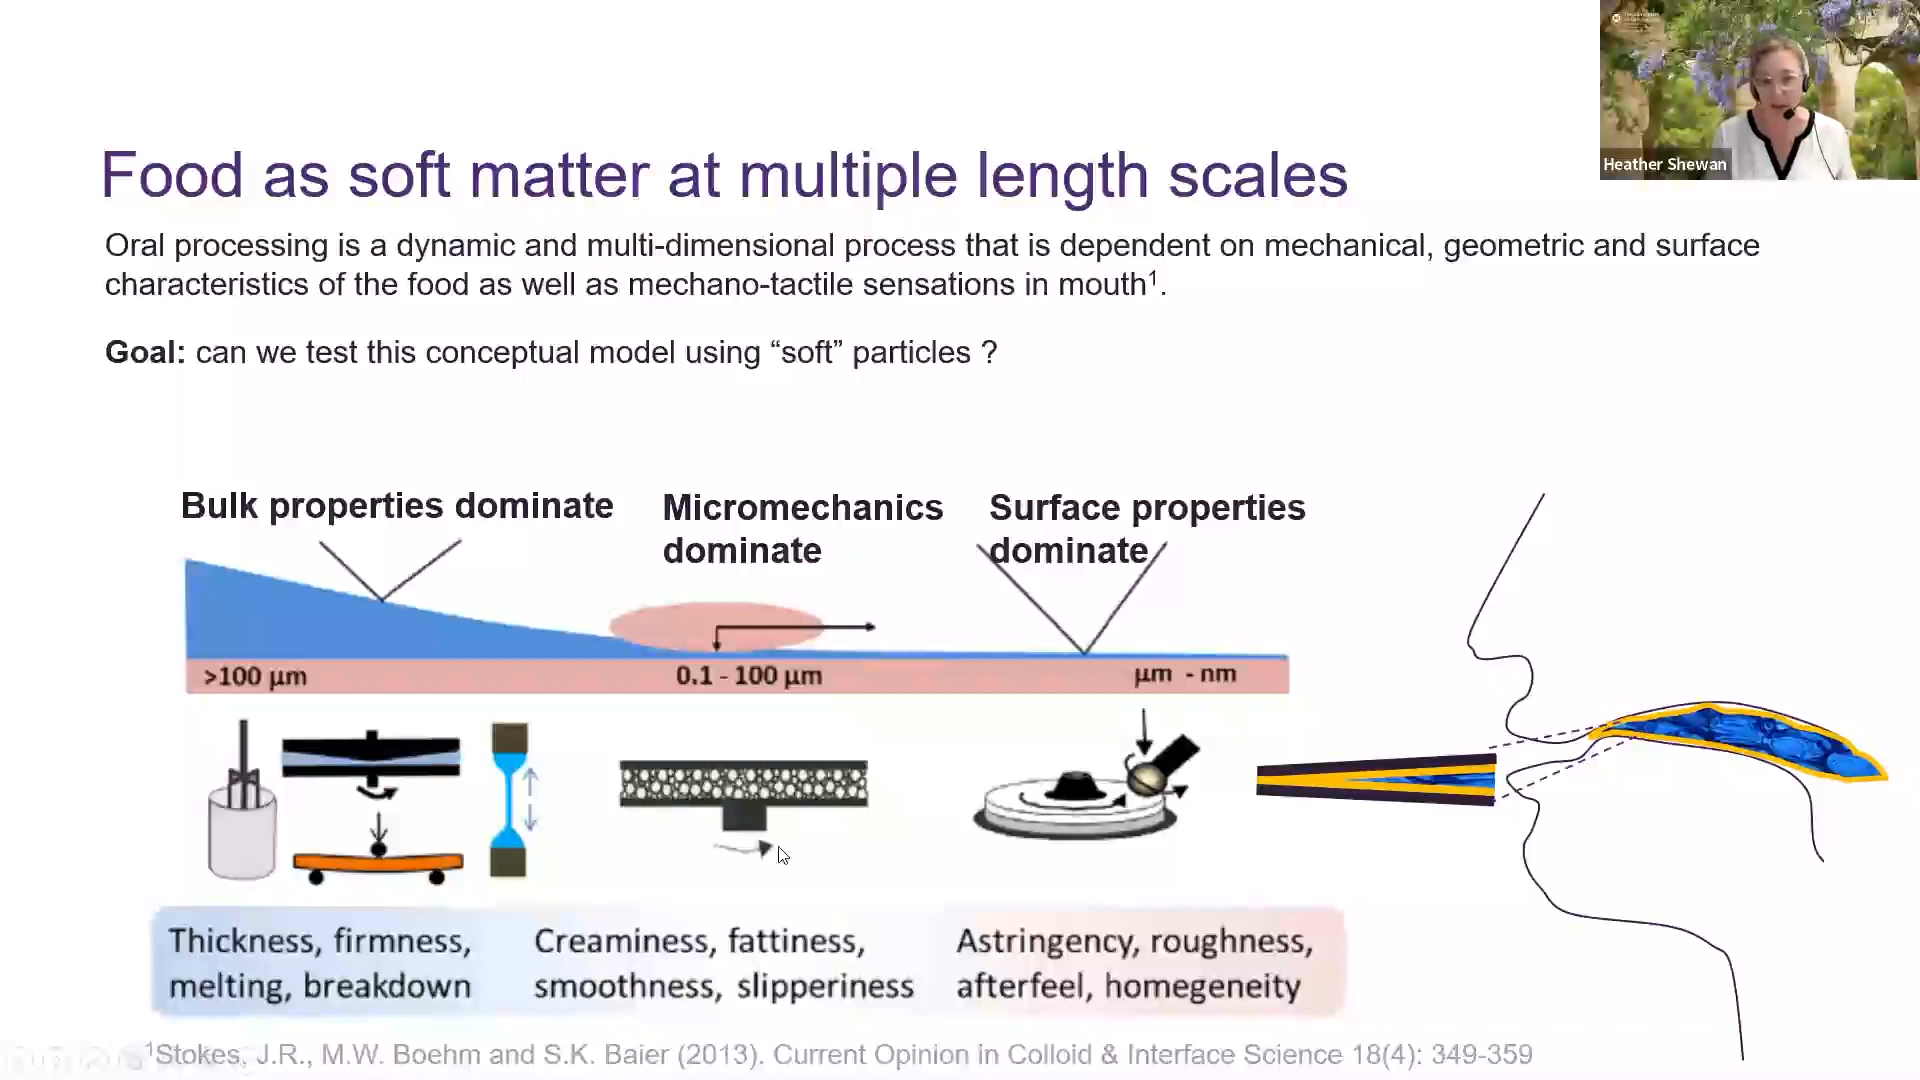 Heather Shewan
Food as soft matter at multiple length scales
Oral processing is a dynamic and multi-dimensional process that is dependent on mechanical, geometric and surface
characteristics of the food as well as mechano-tactile sensations in mouth¹.
Goal: can we test this conceptual model using “soft” particles ?
Bulk properties dominate
Micromechanics
dominate
Surface properties
dominate
>100 µm
0.1 - 100 µm
µm - nm
Thickness, firmness,
melting, breakdown
Creaminess, fattiness,
smoothness, slipperiness
Astringency, roughness,
afterfeel, homegeneity
¹Stokes, J.R., M.W. Boehm and S.K. Baier (2013). Current Opinion in Colloid & Interface Science 18(4): 349-359